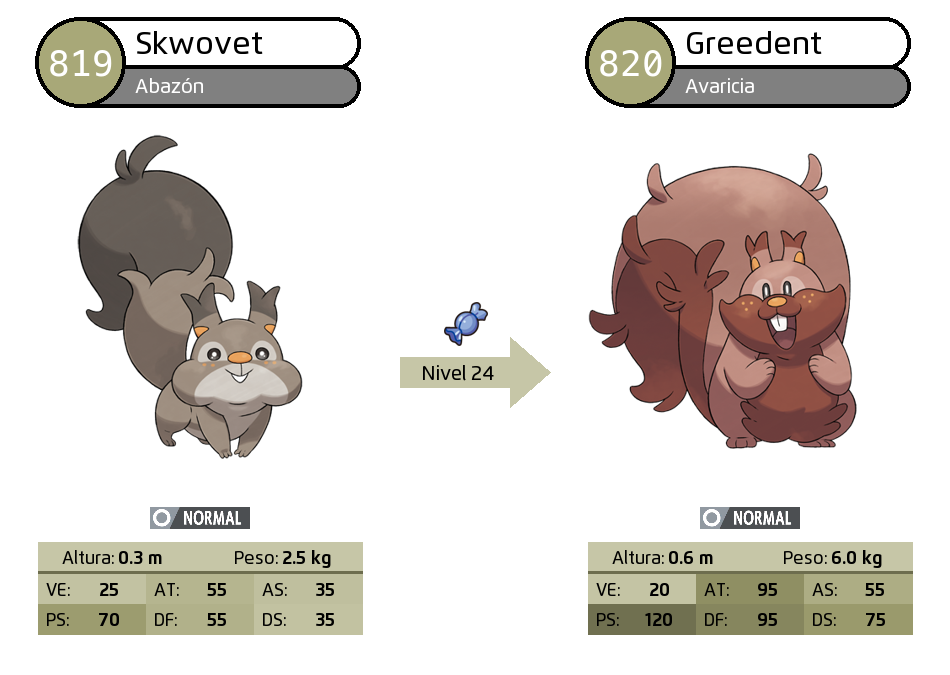 819 Skwovet
Abazón
820 Greedent
Avaricia
Nivel 24
NORMAL
Altura: 0.3 m Peso: 2.5 kg
VE: 25 AT: 55 AS: 35
PS: 70 DF: 55 DS: 35
NORMAL
Altura: 0.6 m Peso: 6.0 kg
VE: 20 AT: 95 AS: 55
PS: 120 DF: 95 DS: 75